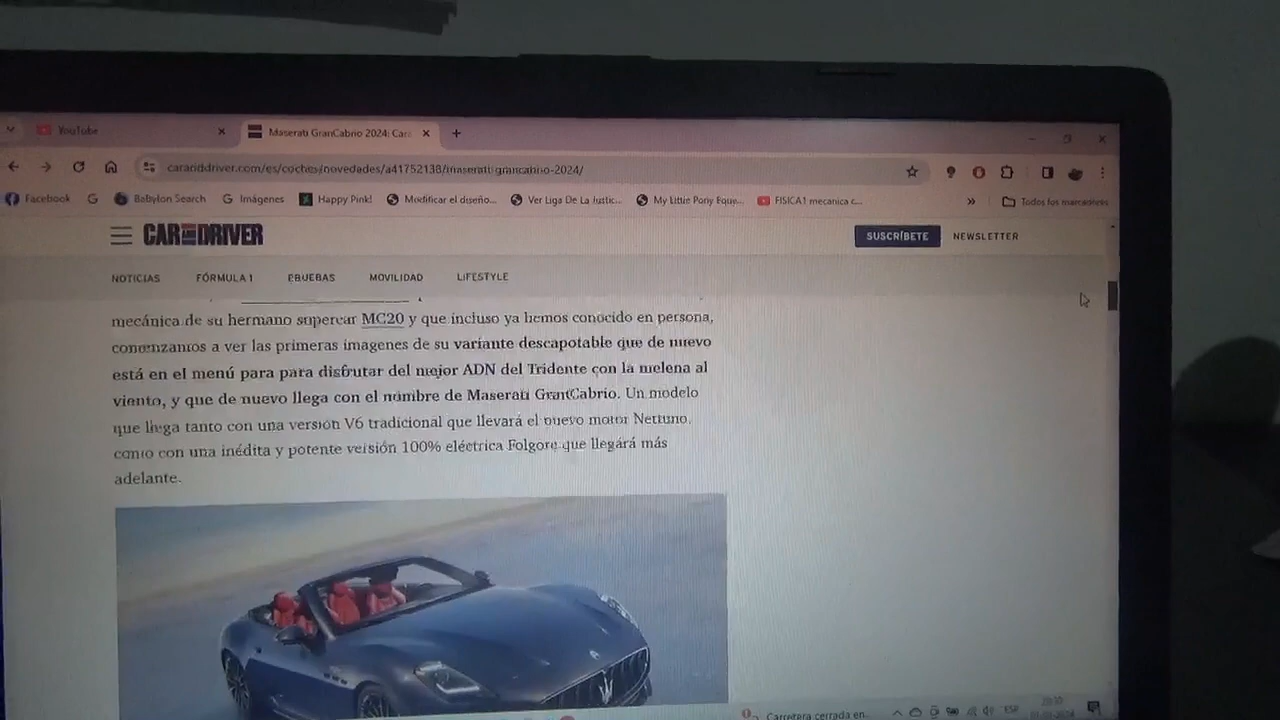 YouTube
Maserati GranCabrio 2024: Cara
caranddriver.com/es/coches/novedades/a41752138/maserati-grancabrio-2024/
Facebook
Babylon Search
Imágenes
Happy Pink!
Modificar el diseño...
Ver Liga De La Justic...
My Little Pony Eque...
FISICA1 mecanica c...
»
Todos los marcadores
CAR AND DRIVER
SUSCRÍBETE
NEWSLETTER
NOTICIAS
FÓRMULA 1
PRUEBAS
MOVILIDAD
LIFESTYLE
mecánica de su hermano supercar MC20 y que incluso ya hemos conocido en persona,
comenzamos a ver las primeras imágenes de su variante descapotable que de nuevo
está en el menú para para disfrutar del mejor ADN del Tridente con la melena al
viento, y que de nuevo llega con el nombre de Maserati GranCabrio. Un modelo
que llega tanto con una versión V6 tradicional que llevará el nuevo motor Nettuno,
como con una inédita y potente versión 100% eléctrica Folgore que llegará más
adelante.
Carretera cerrada en...
ESP